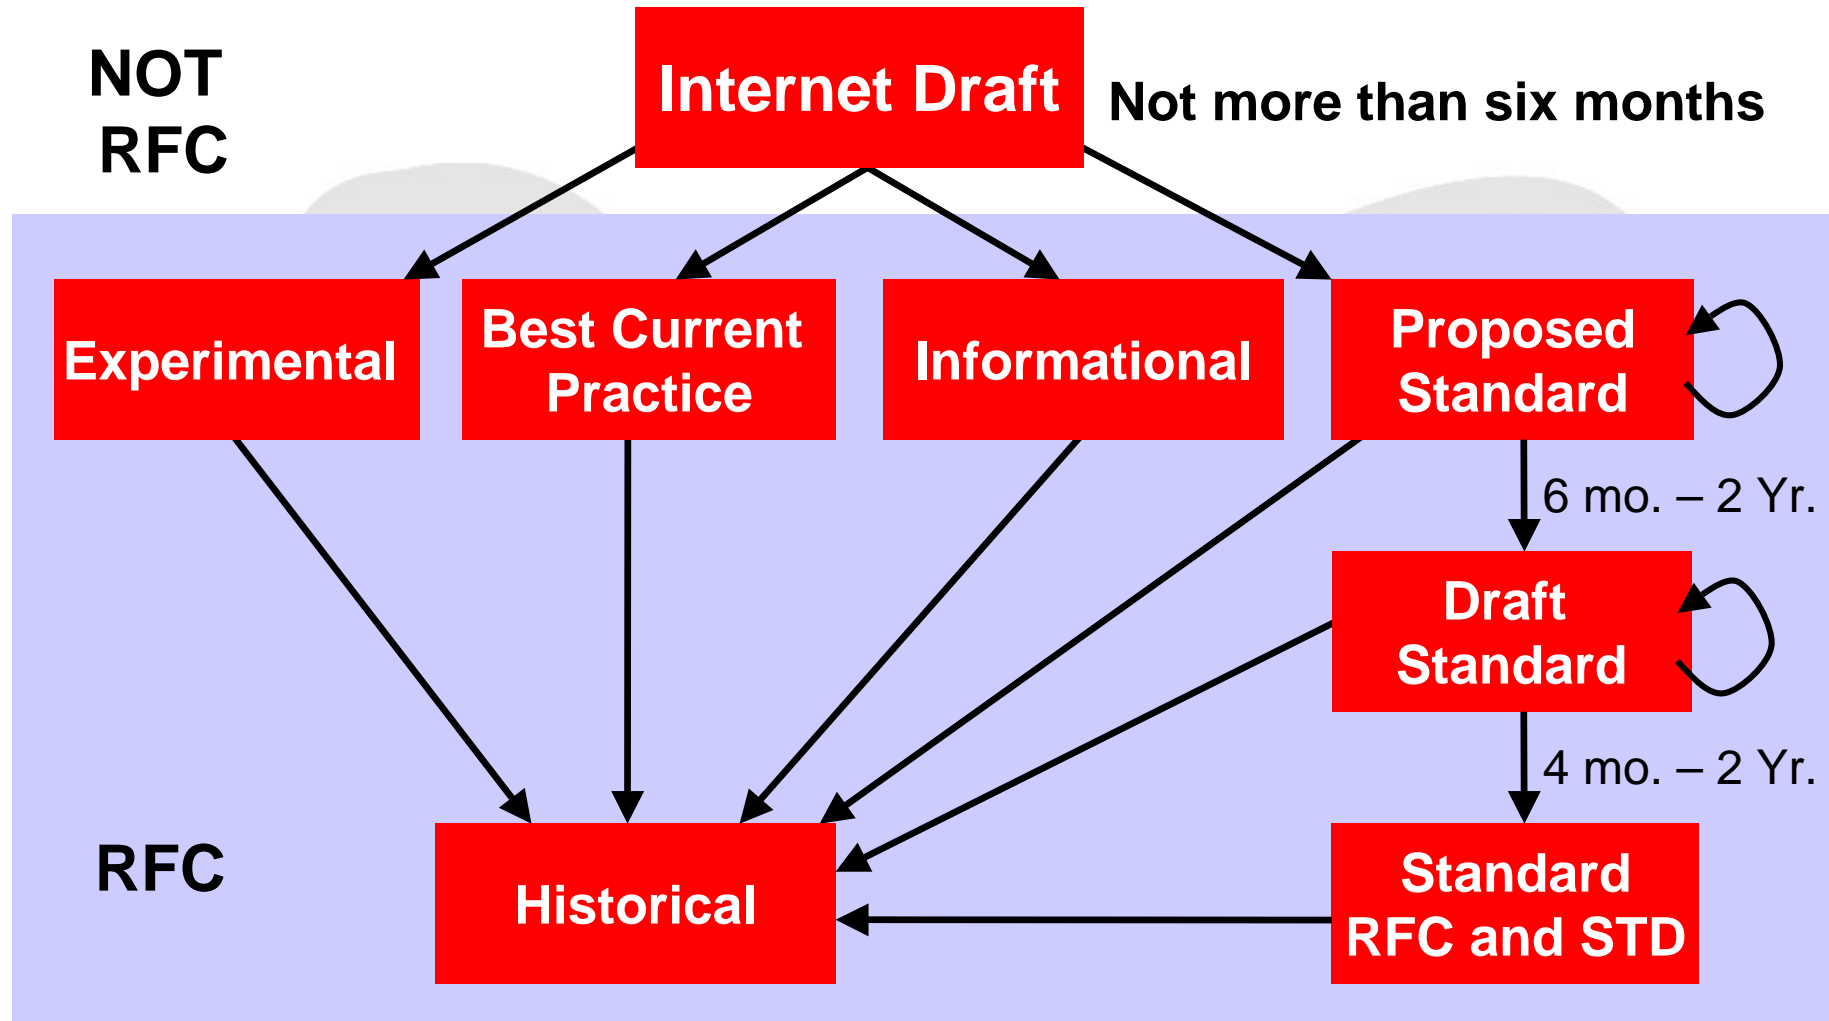 NOT
RFC
Internet Draft
Not more than six months
Experimental
Best Current
Practice
Informational
Proposed
Standard
6 mo. – 2 Yr.
Draft
Standard
4 mo. – 2 Yr.
RFC
Historical
Standard
RFC and STD